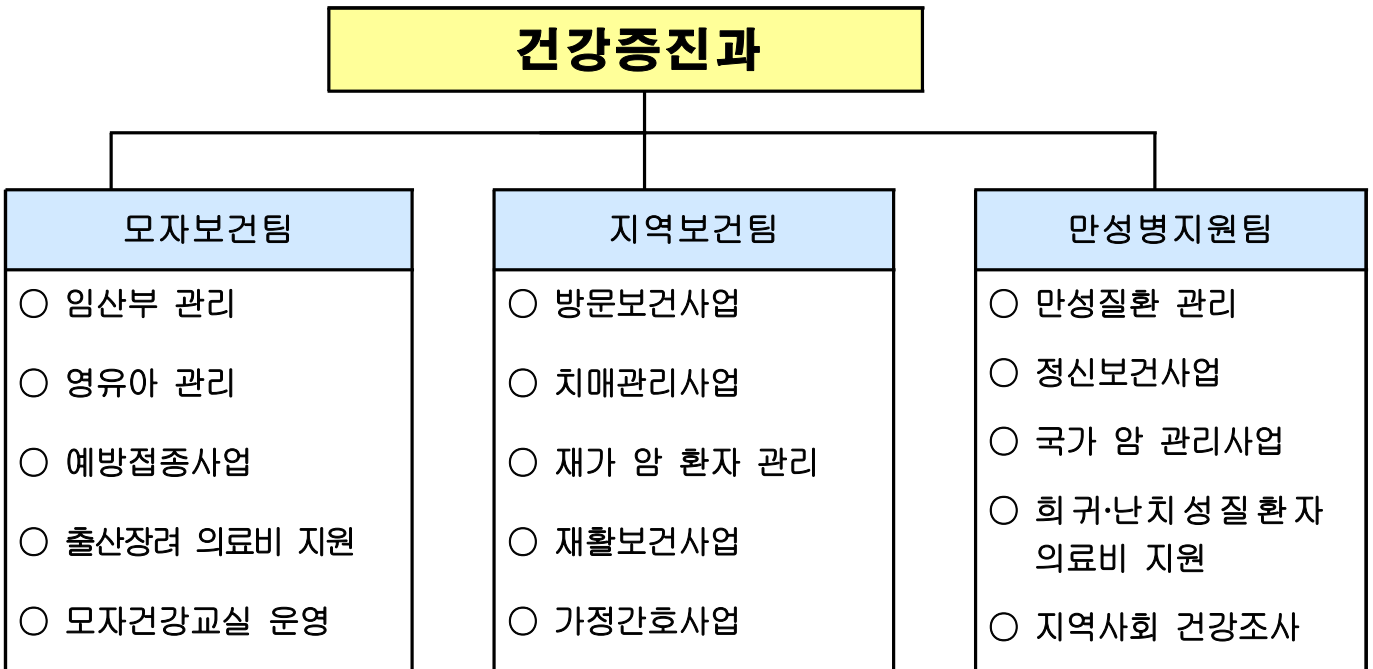 건강증진과
모자보건팀
○ 임산부 관리
○ 영유아 관리
○ 예방접종사업
○ 출산장려 의료비 지원
○ 모자건강교실 운영
지역보건팀
○ 방문보건사업
○ 치매관리사업
○ 재가 암 환자 관리
○ 재활보건사업
○ 가정간호사업
만성병지원팀
○ 만성질환 관리
○ 정신보건사업
○ 국가 암 관리사업
○ 희귀·난치성질환자
의료비 지원
○ 지역사회 건강조사